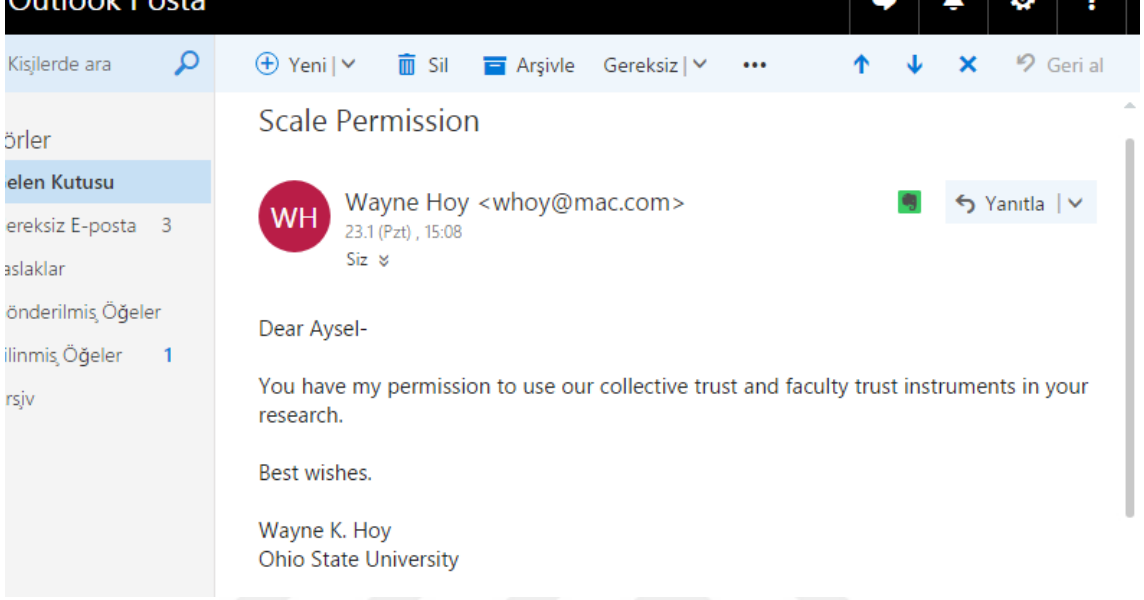 Outlook Posta
Kişilerde ara
Yeni
Sil
Arşivle
Gereksiz
Geri al
örler
elen Kutusu
ereksiz E-posta 3
aslaklar
önderilmiş Öğeler
ilinmiş Öğeler 1
rşiv
Scale Permission
WH
Wayne Hoy <whoy@mac.com>
23.1 (Pzt) , 15:08
Siz
Yanıtla
Dear Aysel-
You have my permission to use our collective trust and faculty trust instruments in your
research.
Best wishes.
Wayne K. Hoy
Ohio State University